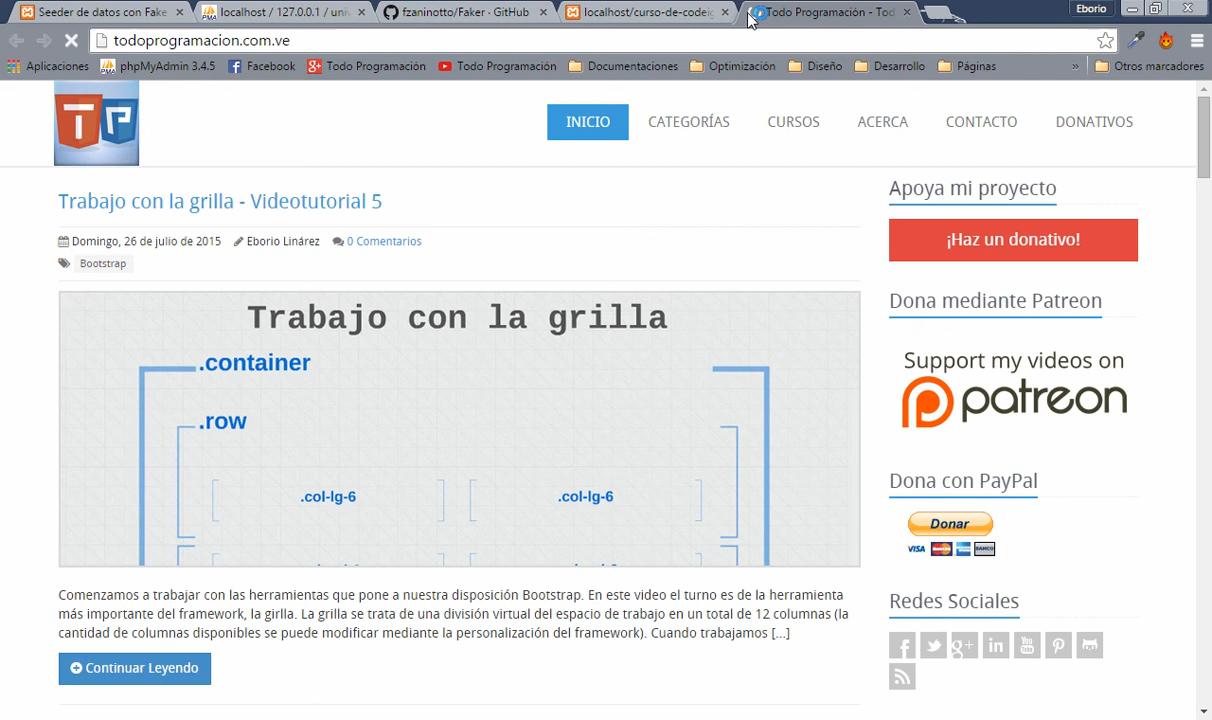 Seeder de datos con Fake
localhost / 127.0.0.1 / univ
fzaninotto/Faker · GitHub
localhost/curso-de-codeig
Todo Programación - Tod
Eborio
todoprogramacion.com.ve
Aplicaciones
phpMyAdmin 3.4.5
Facebook
Todo Programación
Todo Programación
Documentaciones
Optimización
Diseño
Desarrollo
Páginas
»
Otros marcadores
TP
INICIO
CATEGORÍAS
CURSOS
ACERCA
CONTACTO
DONATIVOS
Trabajo con la grilla - Videotutorial 5
Domingo, 26 de julio de 2015
Eborio Linárez
0 Comentarios
Bootstrap
Trabajo con la grilla
.container
.row
.col-lg-6
.col-lg-6
Comenzamos a trabajar con las herramientas que pone a nuestra disposición Bootstrap. En este video el turno es de la herramienta
más importante del framework, la girlla. La grilla se trata de una división virtual del espacio de trabajo en un total de 12 columnas (la
cantidad de columnas disponibles se puede modificar mediante la personalización del framework). Cuando trabajamos [...]
Continuar Leyendo
Apoya mi proyecto
¡Haz un donativo!
Dona mediante Patreon
Support my videos on
patreon
Dona con PayPal
Donar
VISA
Redes Sociales